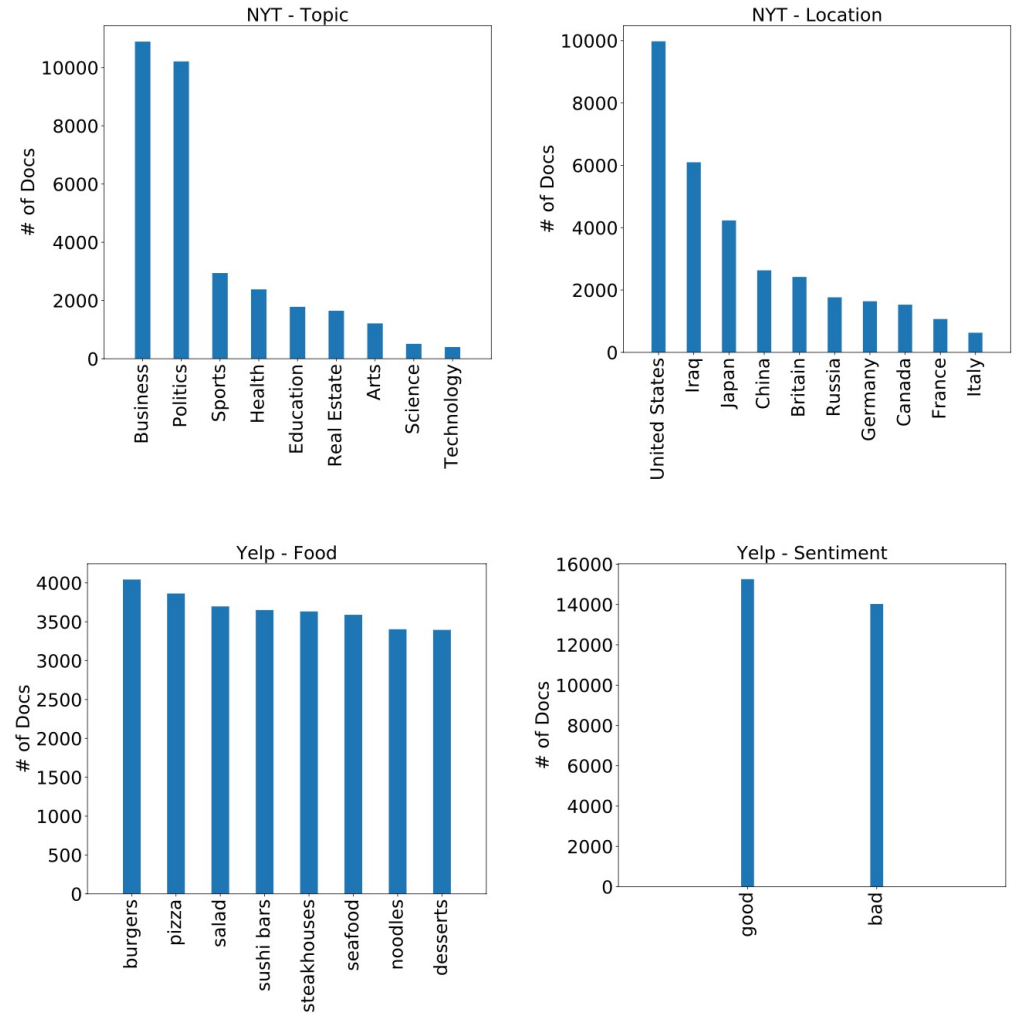 NYT - Topic
# of Docs
10000
8000
6000
4000
2000
0
Business
Politics
Sports
Health
Education
Real Estate
Arts
Science
Technology
NYT - Location
# of Docs
10000
8000
6000
4000
2000
0
United States
Iraq
Japan
China
Britain
Russia
Germany
Canada
France
Italy
Yelp - Food
# of Docs
4000
3500
3000
2500
2000
1500
1000
500
0
burgers
pizza
salad
sushi bars
steakhouses
seafood
noodles
desserts
Yelp - Sentiment
# of Docs
16000
14000
12000
10000
8000
6000
4000
2000
0
good
bad